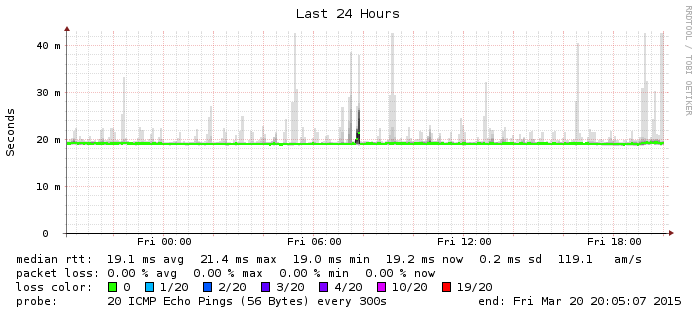 Last 24 Hours
RRDTOOL / TOBI OETIKER
Seconds
40 m
30 m
20 m
10 m
0
Fri 00:00 Fri 06:00 Fri 12:00 Fri 18:00
median rtt: 19.1 ms avg 21.4 ms max 19.0 ms min 19.2 ms now 0.2 ms sd 119.1 am/s
packet loss: 0.00 % avg 0.00 % max 0.00 % min 0.00 % now
loss color: 0 1/20 2/20 3/20 4/20 10/20 19/20
probe: 20 ICMP Echo Pings (56 Bytes) every 300s end: Fri Mar 20 20:05:07 2015